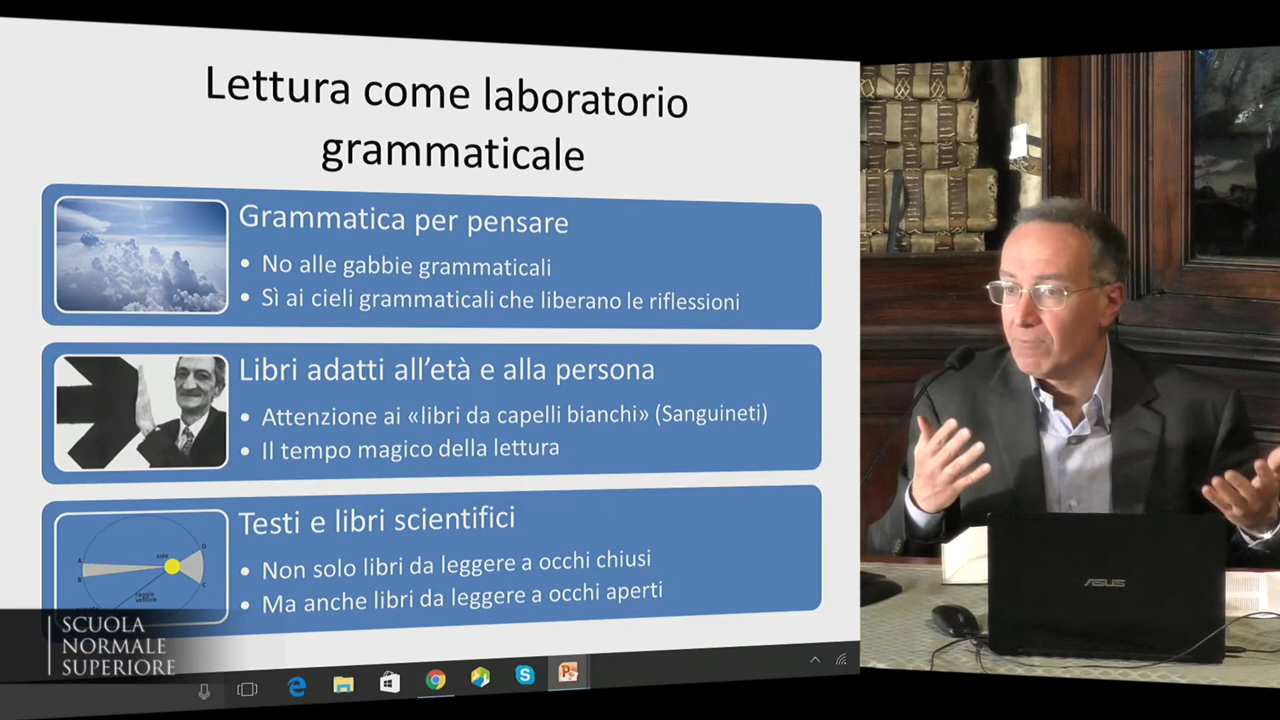 Lettura come laboratorio
grammaticale
Grammatica per pensare
• No alle gabbie grammaticali
• Sì ai cieli grammaticali che liberano le riflessioni
Libri adatti all'età e alla persona
• Attenzione ai «libri da capelli bianchi» (Sanguineti)
• Il tempo magico della lettura
Testi e libri scientifici
• Non solo libri da leggere a occhi chiusi
• Ma anche libri da leggere a occhi aperti
sole
D
A
B
C
raggio
vettore
SCUOLA
NORMALE
SUPERIORE
ASUS